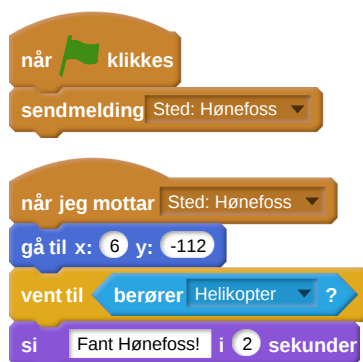 når klikkes
sendmelding Sted: Hønefoss
når jeg mottar Sted: Hønefoss
gå til x: 6 y: -112
vent til berører Helikopter ?
si Fant Hønefoss! i 2 sekunder